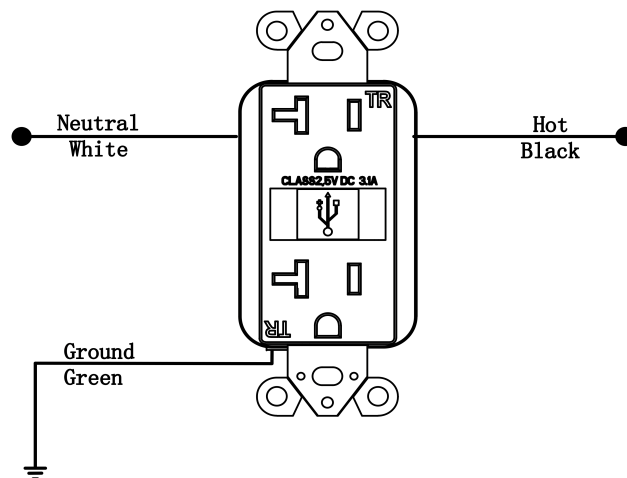 TR
Neutral
White
Hot
Black
CLASS2,5V DC 3.1A
TR
Ground
Green